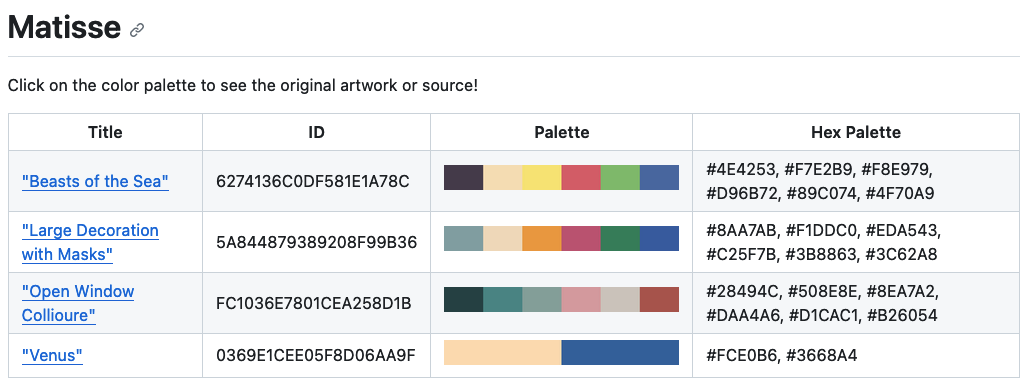 Matisse
Click on the color palette to see the original artwork or source!
Title ID Palette Hex Palette
"Beasts of the Sea" 6274136C0DF581E1A78C #4E4253, #F7E2B9, #F8E979,
#D96B72, #89C074, #4F70A9
"Large Decoration
with Masks" 5A844879389208F99B36 #8AA7AB, #F1DDC0, #EDA543,
#C25F7B, #3B8863, #3C62A8
"Open Window
Collioure" FC1036E7801CEA258D1B #28494C, #508E8E, #8EA7A2,
#DAA4A6, #D1CAC1, #B26054
"Venus" 0369E1CEE05F8D06AA9F #FCE0B6, #3668A4